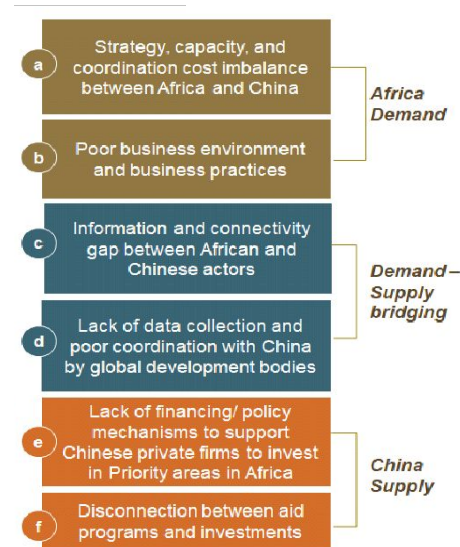 a
Strategy, capacity, and
coordination cost imbalance
between Africa and China
b
Poor business environment
and business practices
Africa
Demand
c
Information and connectivity
gap between African and
Chinese actors
d
Lack of data collection and
poor coordination with China
by global development bodies
Demand –
Supply
bridging
e
Lack of financing/ policy
mechanisms to support
Chinese private firms to invest
in Priority areas in Africa
f
Disconnection between aid
programs and investments
China
Supply